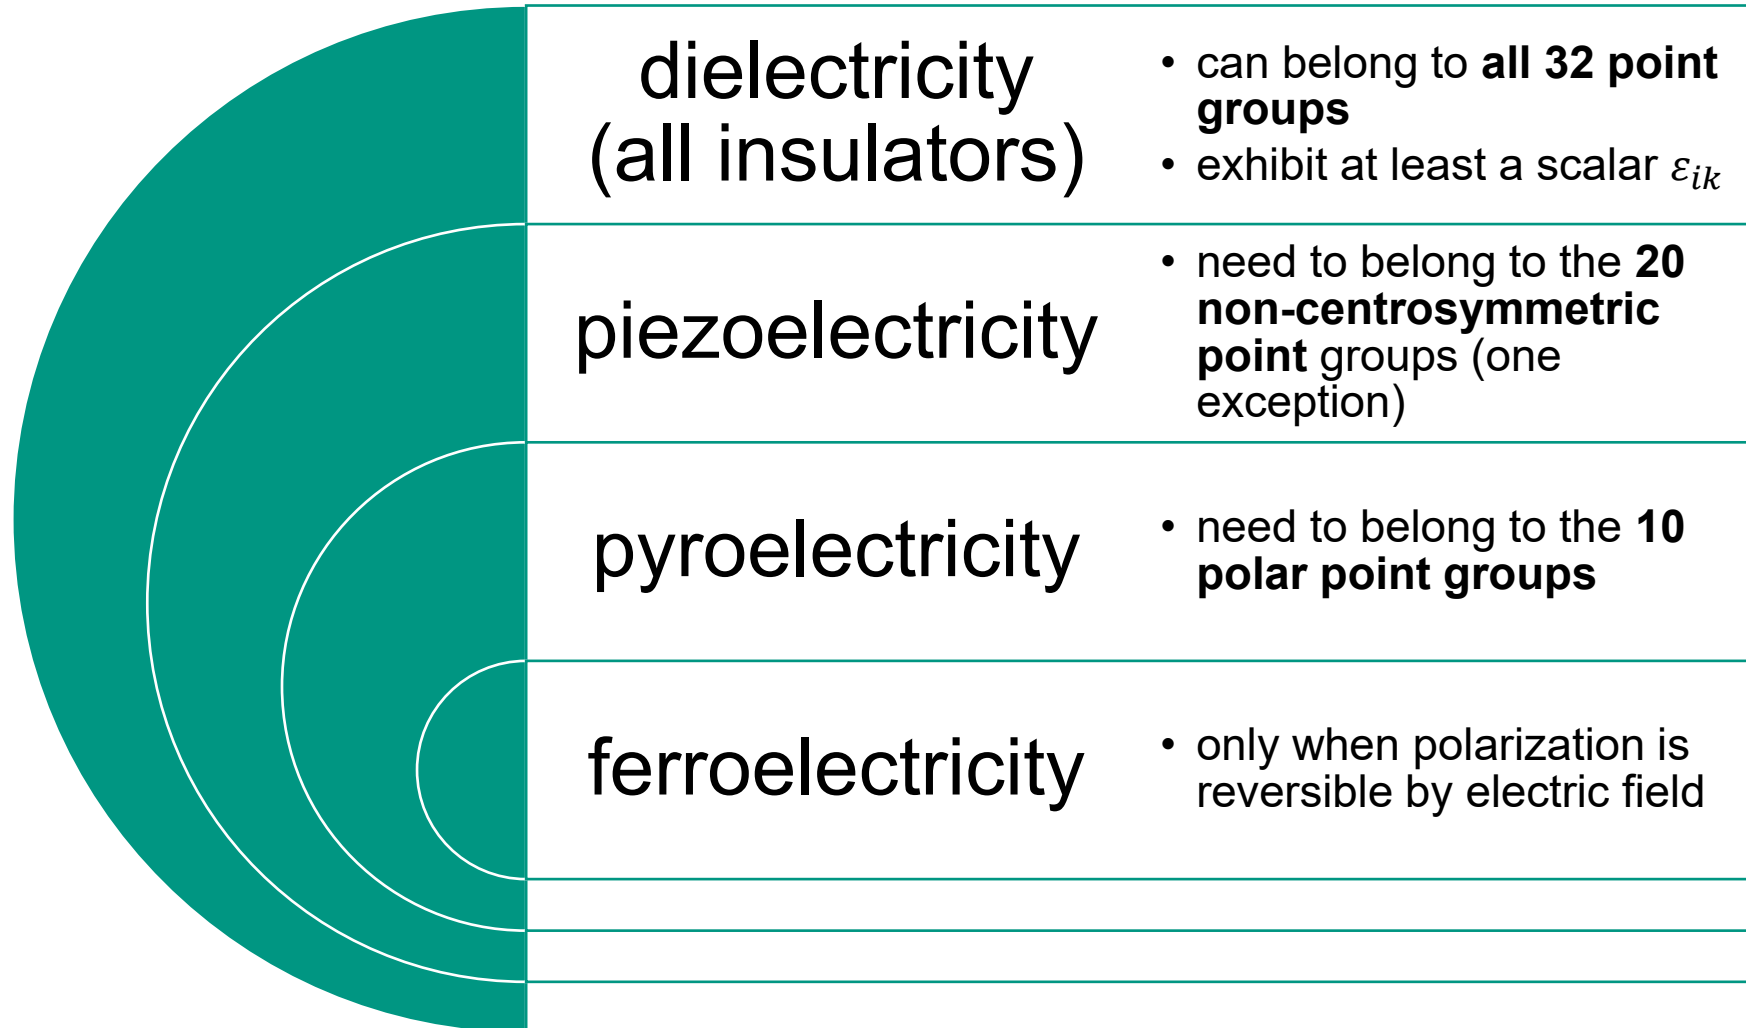 dielectricity
(all insulators)
• can belong to all 32 point
groups
• exhibit at least a scalar εᵢₖ
piezoelectricity
• need to belong to the 20
non-centrosymmetric
point groups (one
exception)
pyroelectricity
• need to belong to the 10
polar point groups
ferroelectricity
• only when polarization is
reversible by electric field